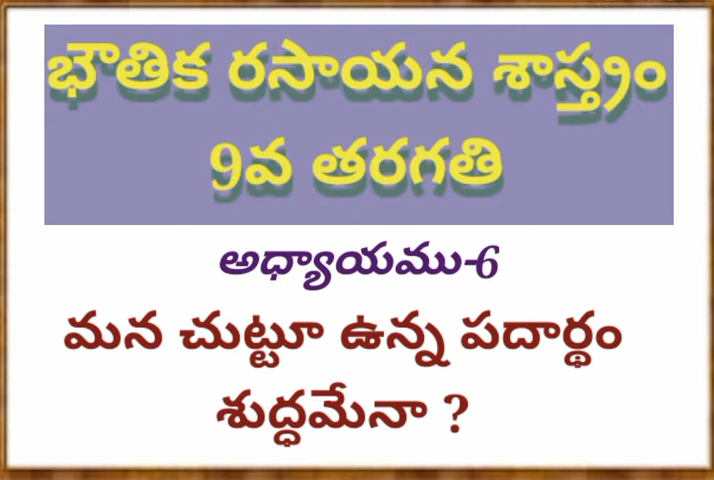 భౌతిక రసాయన శాస్త్రం
9వ తరగతి
అధ్యాయము-6
మన చుట్టూ ఉన్న పదార్థం
శుద్ధమేనా ?